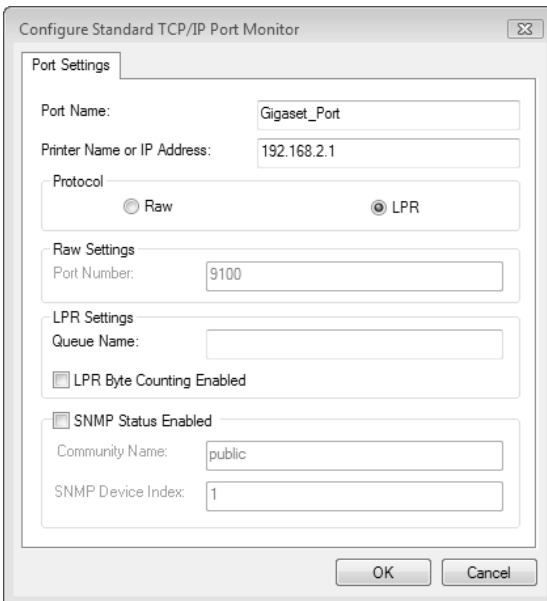 Configure Standard TCP/IP Port Monitor
Port Settings
Port Name: Gigaset_Port
Printer Name or IP Address: 192.168.2.1
Protocol
Raw LPR
Raw Settings
Port Number: 9100
LPR Settings
Queue Name:
LPR Byte Counting Enabled
SNMP Status Enabled
Community Name: public
SNMP Device Index: 1
OK Cancel